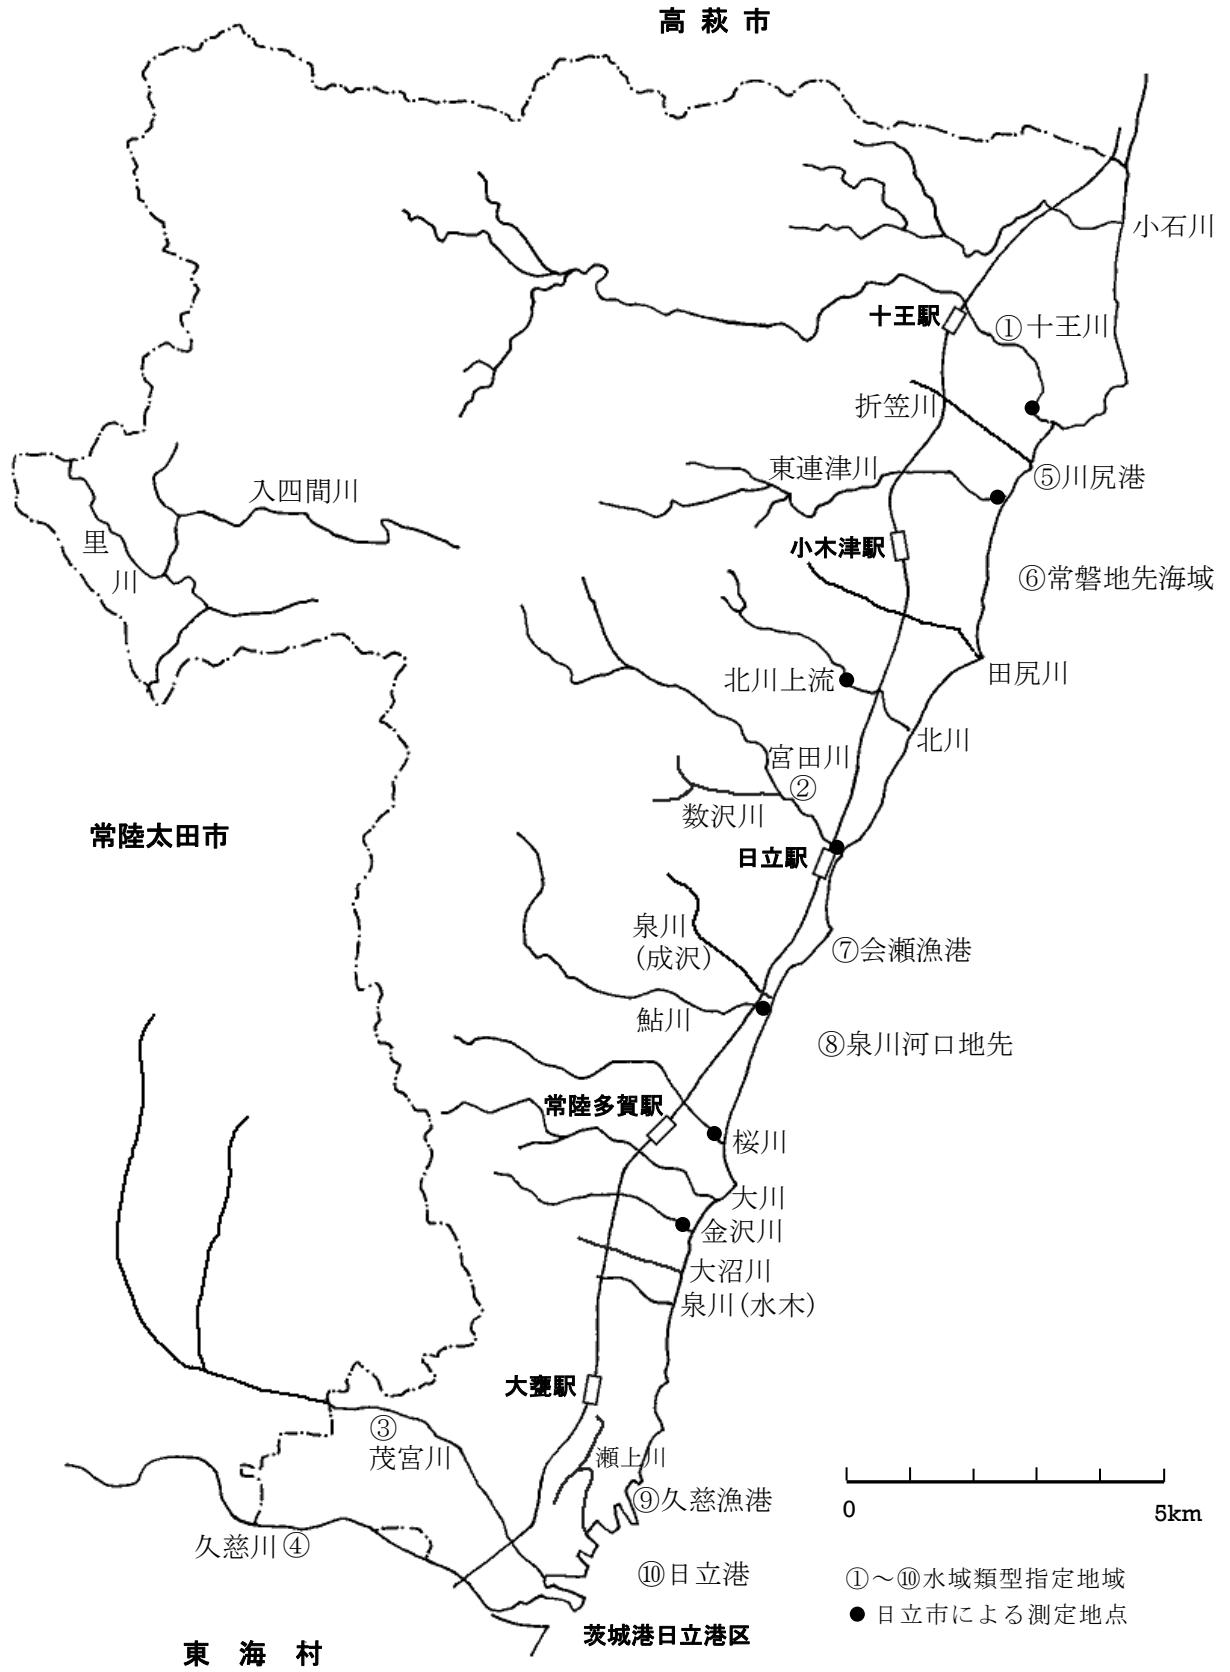 高萩市
小石川
十王駅
①十王川
折笠川
東連津川
⑤川尻港
入四間川
里
川
小木津駅
⑥常磐地先海域
北川上流
田尻川
北川
宮田川
②
数沢川
常陸太田市
日立駅
泉川
(成沢)
⑦会瀬漁港
鮎川
⑧泉川河口地先
常陸多賀駅
桜川
大川
金沢川
大沼川
泉川(水木)
大甕駅
③
茂宮川
瀬上川
⑨久慈漁港
0
5km
久慈川④
⑩日立港
①～⑩水域類型指定地域
●日立市による測定地点
茨城港日立港区
東海村